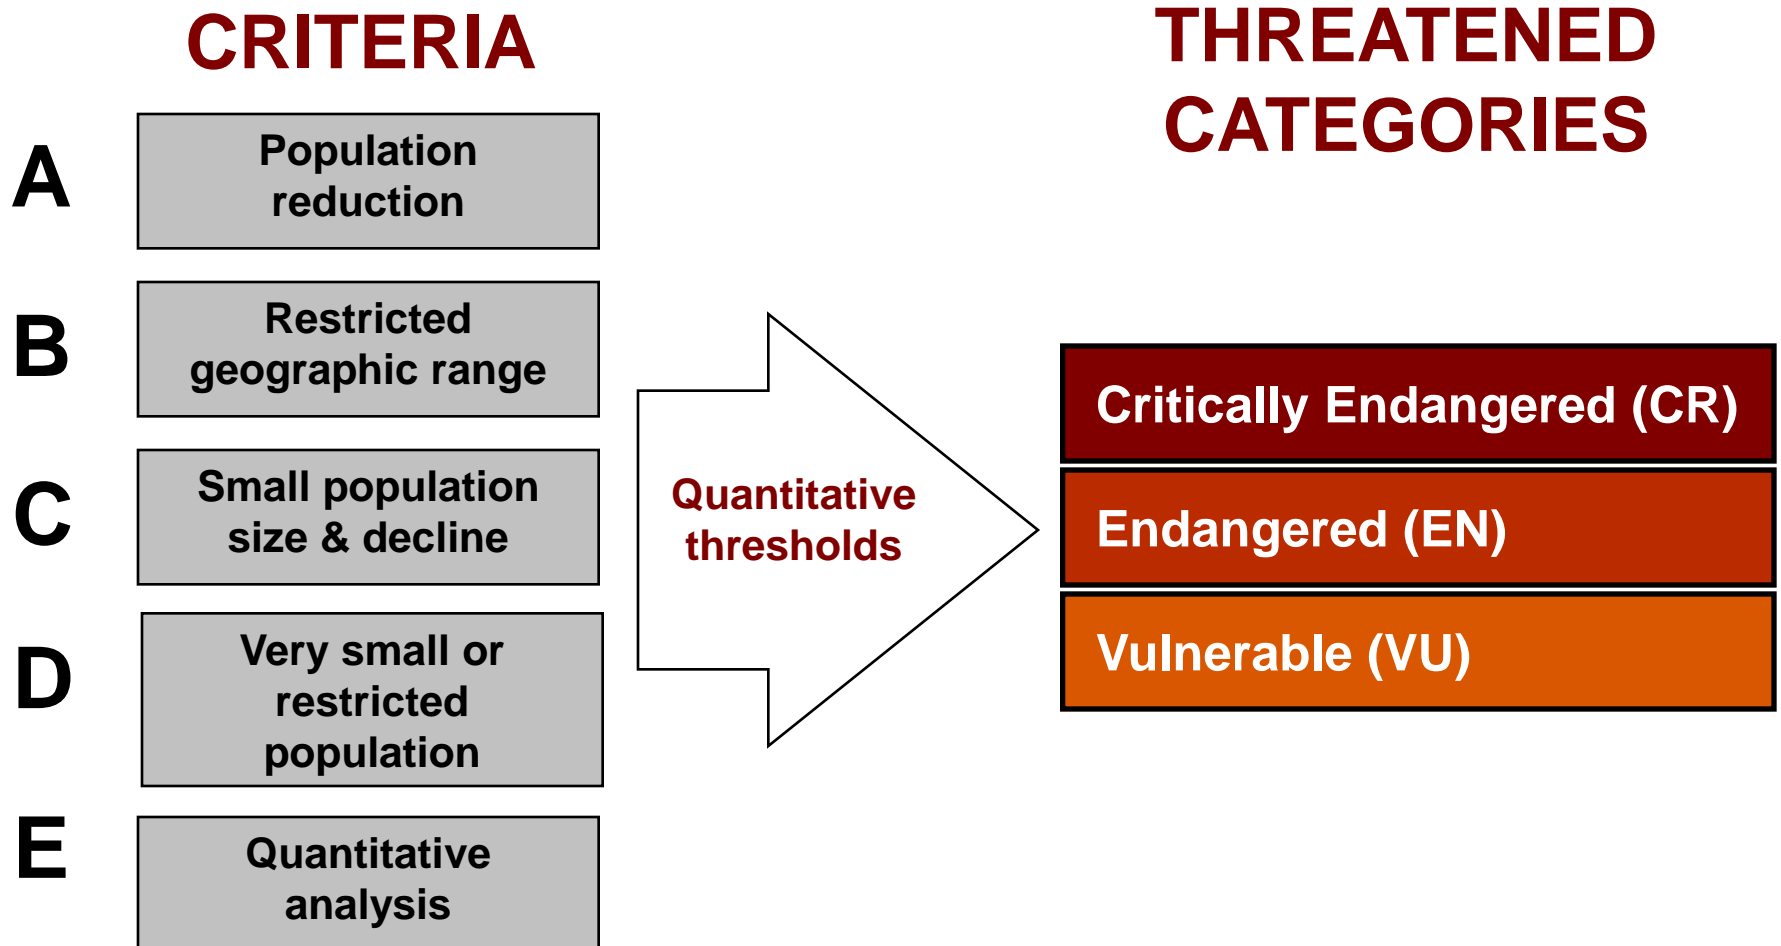 CRITERIA
A
Population
reduction
B
Restricted
geographic range
C
Small population
size & decline
D
Very small or
restricted
population
E
Quantitative
analysis
Quantitative
thresholds
THREATENED
CATEGORIES
Critically Endangered (CR)
Endangered (EN)
Vulnerable (VU)